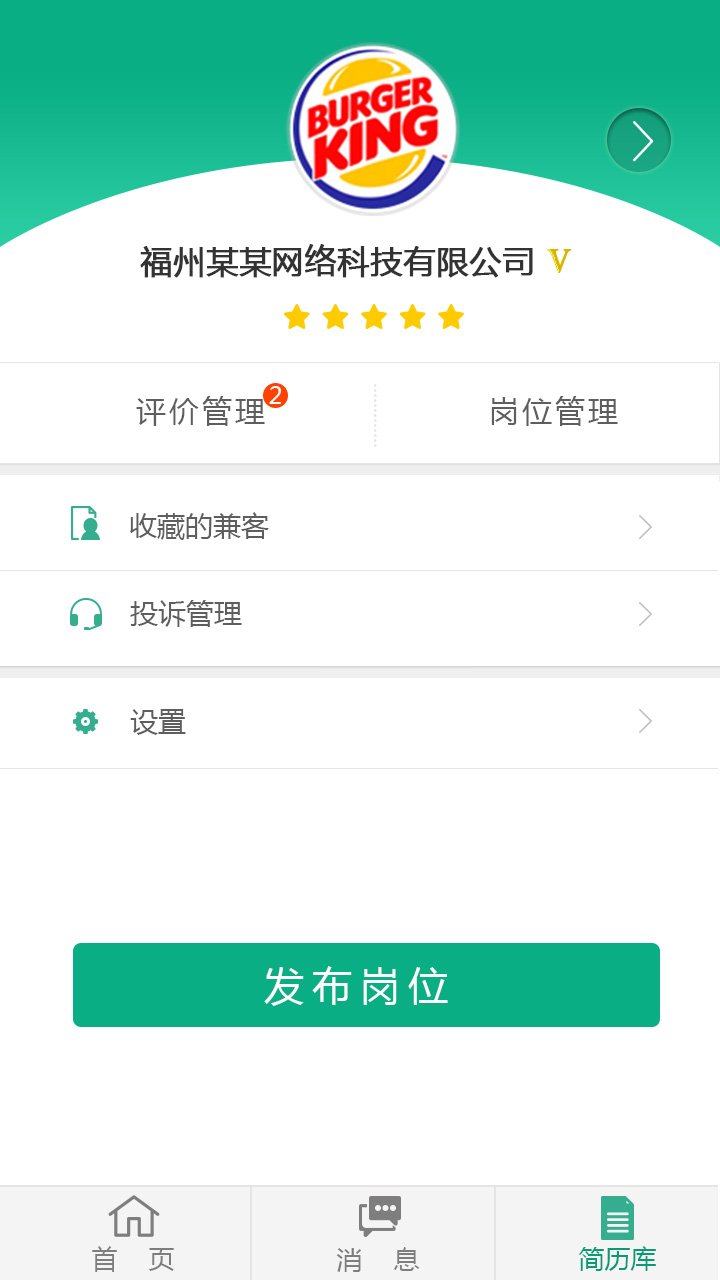 BURGER
KING
福州某某网络科技有限公司 V
评价管理 2 岗位管理
收藏的兼客
投诉管理
设置
发布岗位
首 页 消 息 简历库